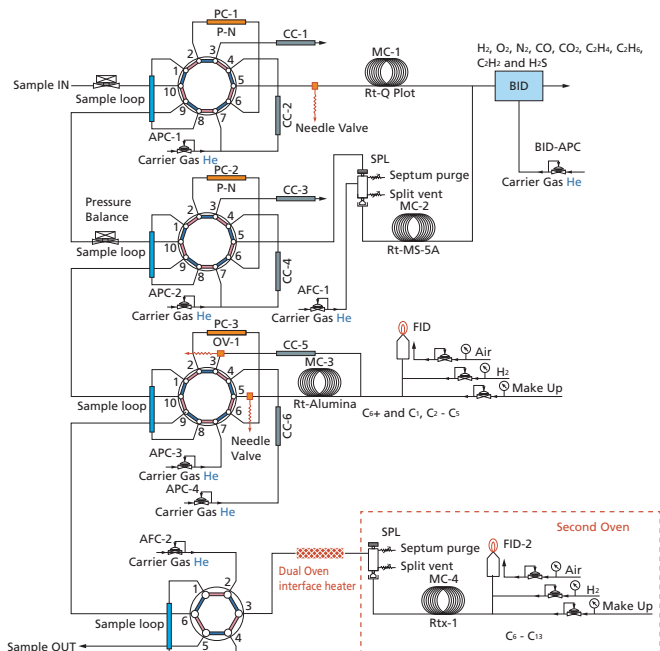 PC-1
P-N
CC-1
MC-1
H₂, O₂, N₂, CO, CO₂, C₂H₄, C₂H₆,
C₂H₂ and H₂S
2
3
4
1
5
10
6
9
7
8
Sample IN
Sample loop
CC-2
Needle Valve
Rt-Q Plot
BID
APC-1
Carrier Gas He
BID-APC
Carrier Gas He
PC-2
P-N
CC-3
SPL
Septum purge
Split vent
MC-2
Rt-MS-5A
Pressure
Balance
Sample loop
2
3
4
1
5
10
6
9
7
8
CC-4
APC-2
Carrier Gas He
AFC-1
Carrier Gas He
PC-3
OV-1
CC-5
MC-3
Rt-Alumina
FID
Air
H₂
Make Up
C₆+ and C₁, C₂ - C₅
2
3
4
1
5
10
6
9
7
8
Sample loop
CC-6
Needle
Valve
APC-3
Carrier Gas He
APC-4
Carrier Gas He
AFC-2
Carrier Gas He
Second Oven
SPL
Septum purge
Split vent
FID-2
Air
H₂
Make Up
Dual Oven
interface heater
MC-4
Rtx-1
C₆ - C₁₃
1
2
3
6
5
4
Sample loop
Sample OUT